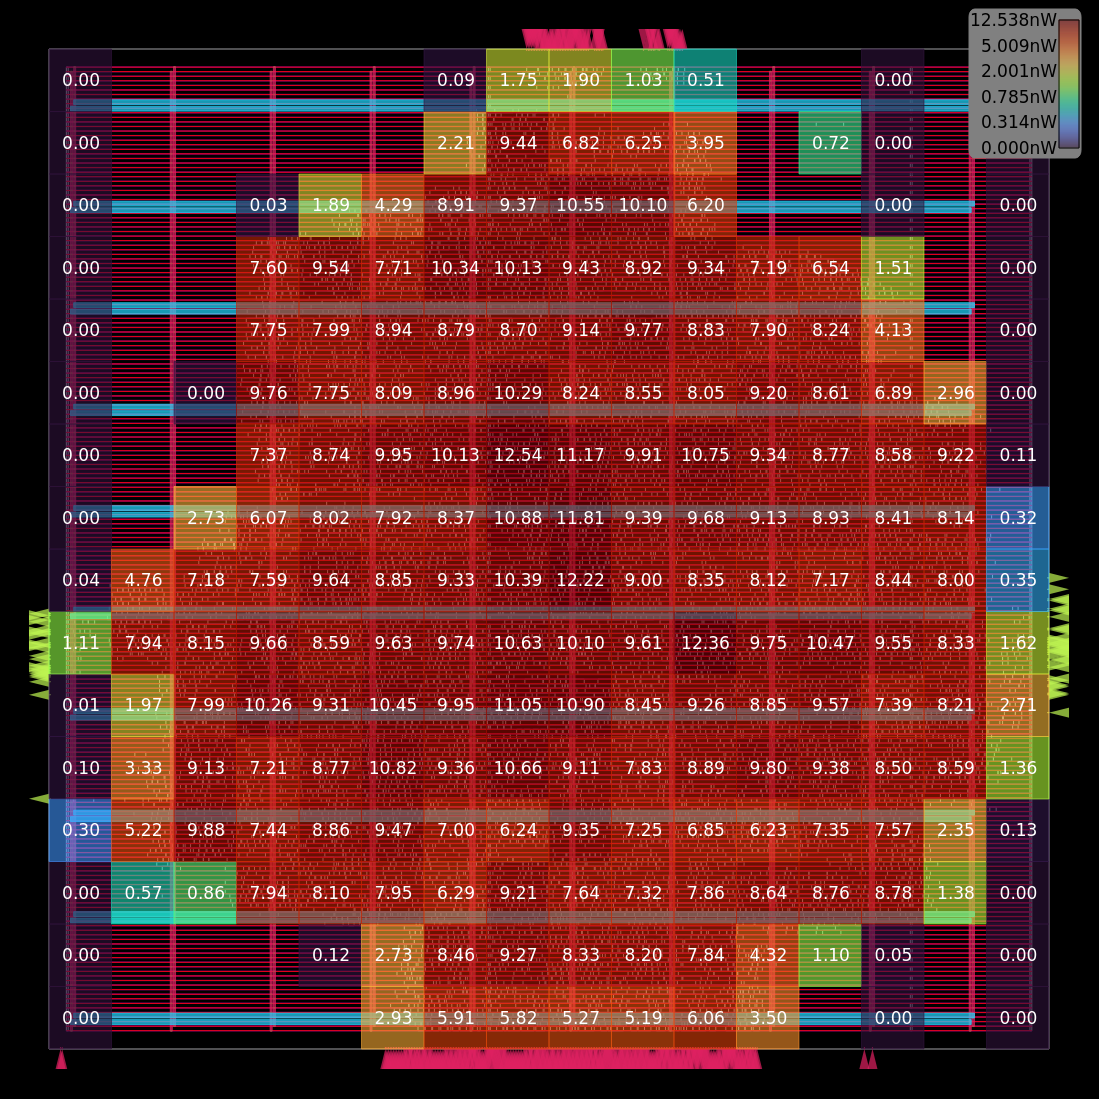 12.538nW
5.009nW
2.001nW
0.785nW
0.314nW
0.000nW
0.00 0.09 1.75 1.90 1.03 0.51 0.00
0.00 2.21 9.44 6.82 6.25 3.95 0.72 0.00
0.00 0.03 1.89 4.29 8.91 9.37 10.55 10.10 6.20 0.00 0.00
0.00 7.60 9.54 7.71 10.34 10.13 9.43 8.92 9.34 7.19 6.54 1.51 0.00
0.00 7.75 7.99 8.94 8.79 8.70 9.14 9.77 8.83 7.90 8.24 4.13 0.00
0.00 0.00 9.76 7.75 8.09 8.96 10.29 8.24 8.55 8.05 9.20 8.61 6.89 2.96 0.00
0.00 7.37 8.74 9.95 10.13 12.54 11.17 9.91 10.75 9.34 8.77 8.58 9.22 0.11
0.00 2.73 6.07 8.02 7.92 8.37 10.88 11.81 9.39 9.68 9.13 8.93 8.41 8.14 0.32
0.04 4.76 7.18 7.59 9.64 8.85 9.33 10.39 12.22 9.00 8.35 8.12 7.17 8.44 8.00 0.35
1.11 7.94 8.15 9.66 8.59 9.63 9.74 10.63 10.10 9.61 12.36 9.75 10.47 9.55 8.33 1.62
0.01 1.97 7.99 10.26 9.31 10.45 9.95 11.05 10.90 8.45 9.26 8.85 9.57 7.39 8.21 2.71
0.10 3.33 9.13 7.21 8.77 10.82 9.36 10.66 9.11 7.83 8.89 9.80 9.38 8.50 8.59 1.36
0.30 5.22 9.88 7.44 8.86 9.47 7.00 6.24 9.35 7.25 6.85 6.23 7.35 7.57 2.35 0.13
0.00 0.57 0.86 7.94 8.10 7.95 6.29 9.21 7.64 7.32 7.86 8.64 8.76 8.78 1.38 0.00
0.00 0.12 2.73 8.46 9.27 8.33 8.20 7.84 4.32 1.10 0.05 0.00
0.00 2.93 5.91 5.82 5.27 5.19 6.06 3.50 0.00 0.00